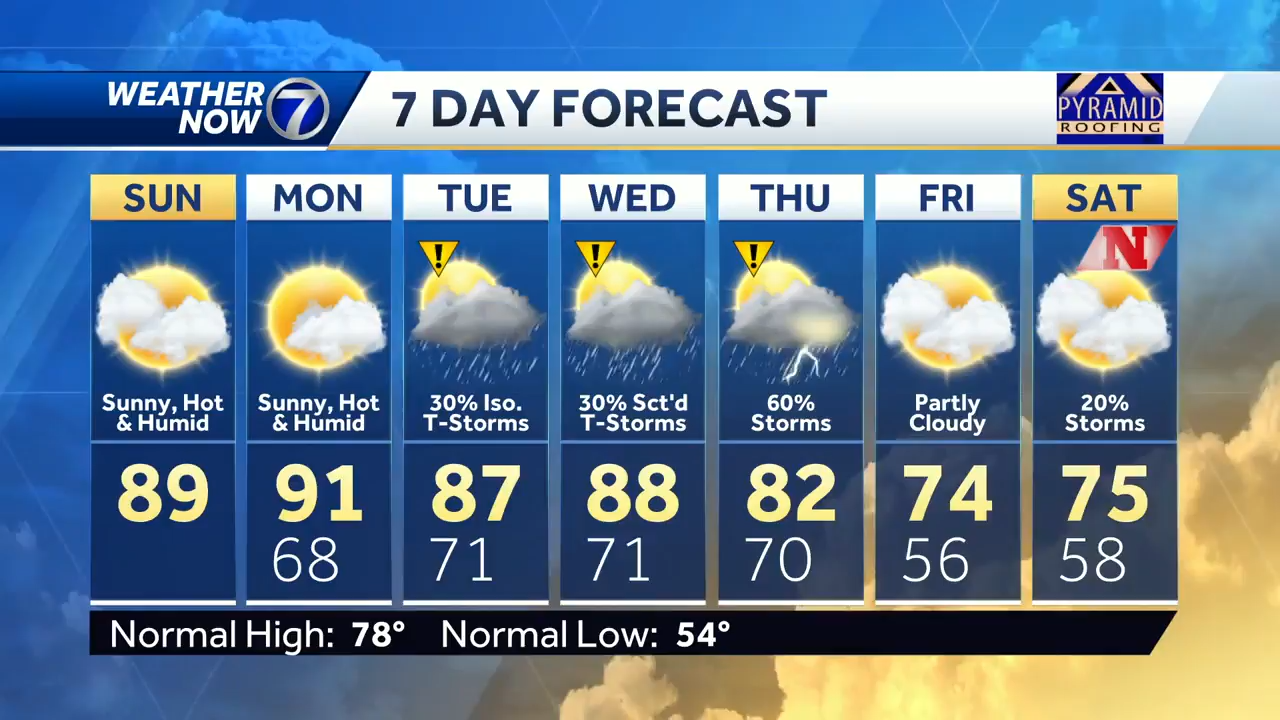 WEATHER
NOW 7
7 DAY FORECAST
PYRAMID
ROOFING
SUN
MON
TUE
WED
THU
FRI
SAT
!
!
!
N
Sunny, Hot
& Humid
Sunny, Hot
& Humid
30% Iso.
T-Storms
30% Sct'd
T-Storms
60%
Storms
Partly
Cloudy
20%
Storms
89
91
87
88
82
74
75
68
71
71
70
56
58
Normal High: 78° Normal Low: 54°